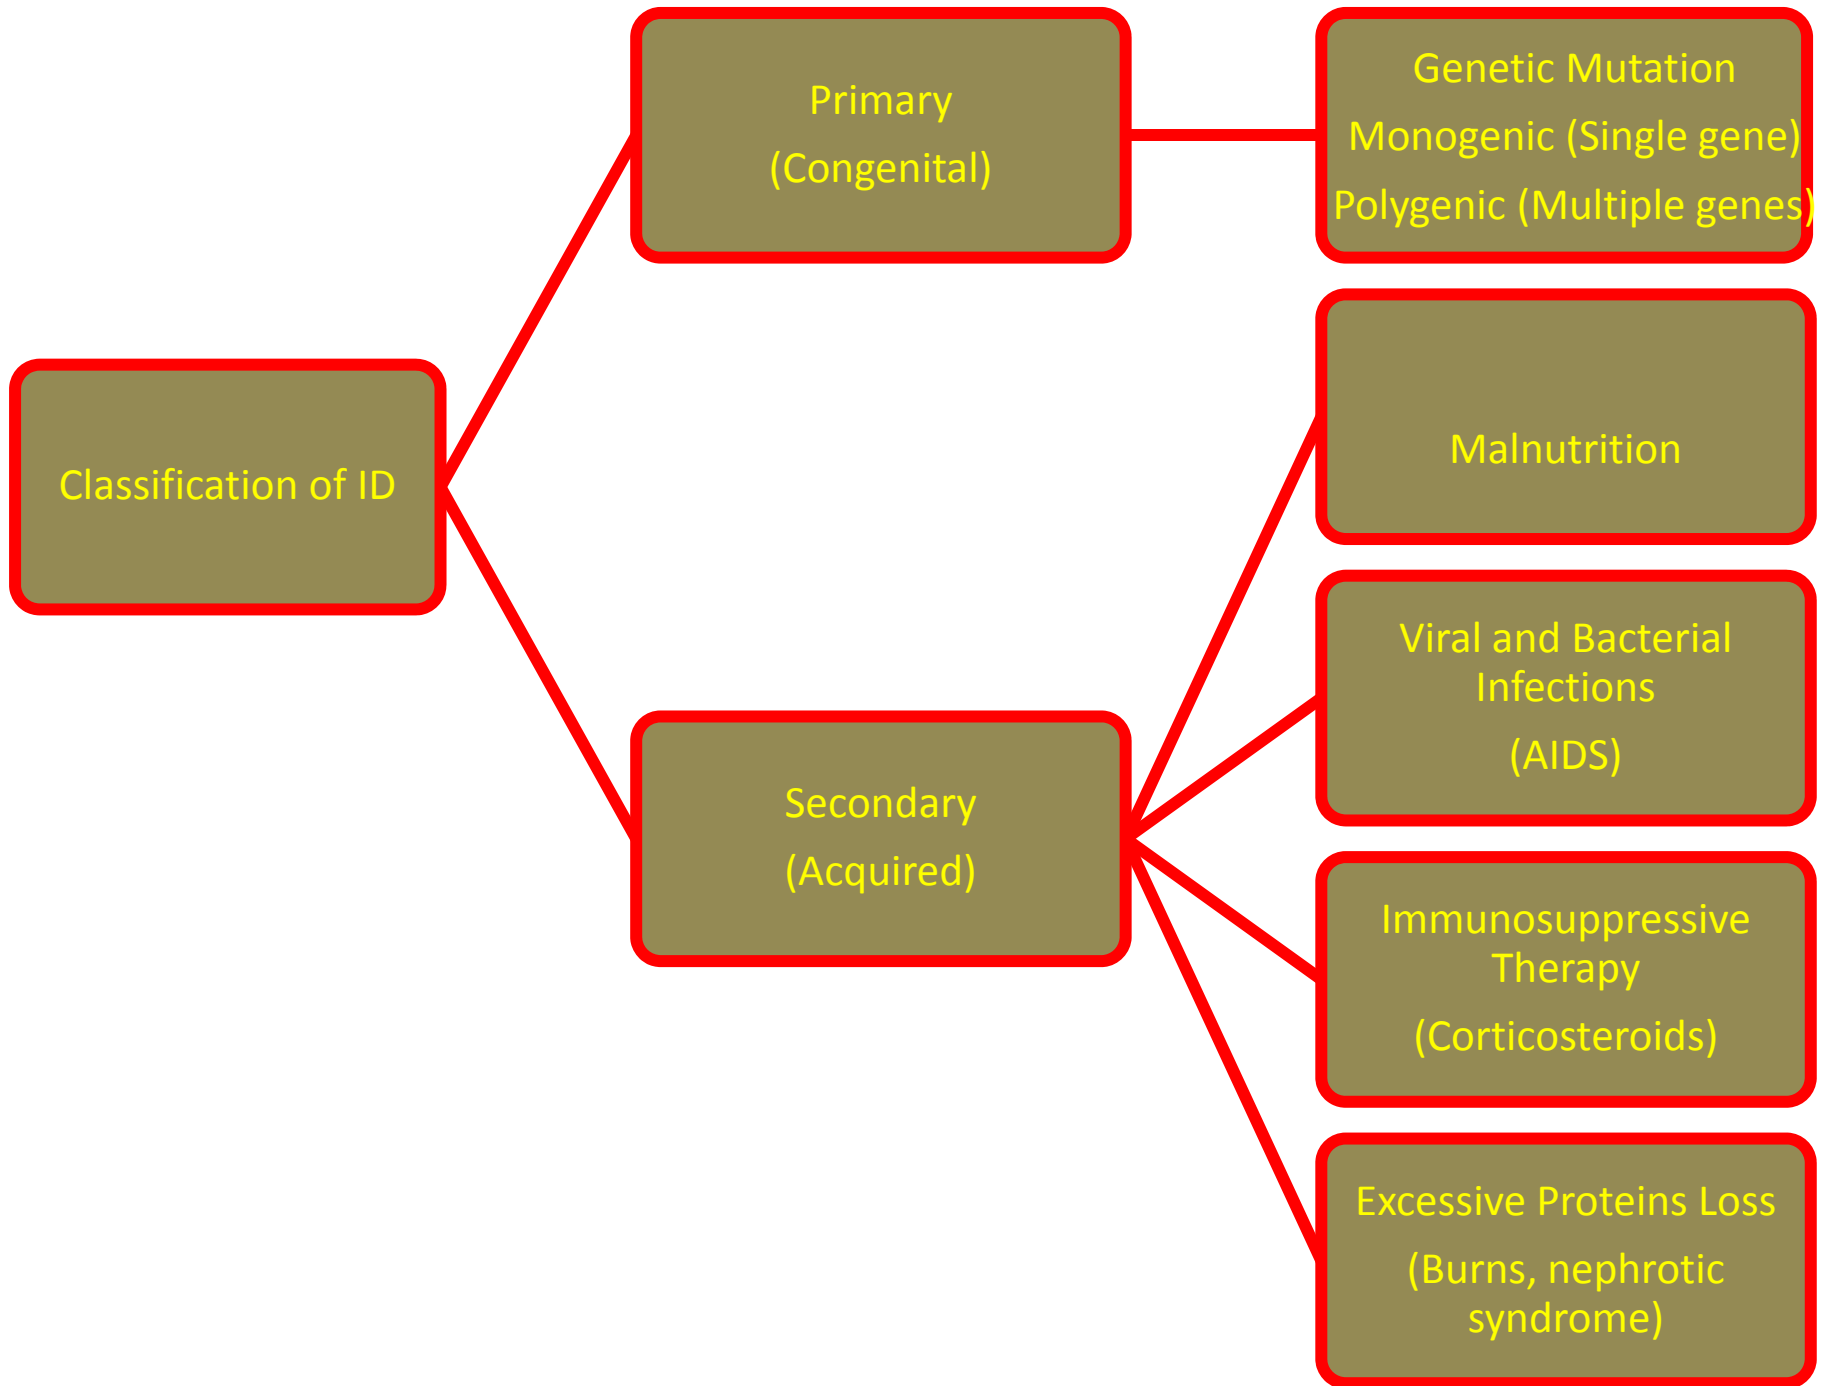 Classification of ID
Primary
(Congenital)
Genetic Mutation
Monogenic (Single gene)
Polygenic (Multiple genes)
Secondary
(Acquired)
Malnutrition
Viral and Bacterial
Infections
(AIDS)
Immunosuppressive
Therapy
(Corticosteroids)
Excessive Proteins Loss
(Burns, nephrotic
syndrome)